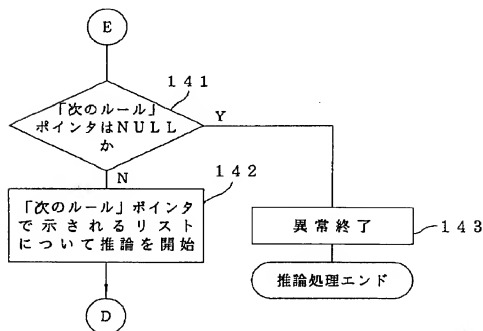 E
141
「次のルール」
ポインタはNULL
か
Y
N
142
「次のルール」ポインタ
で示されるリスト
について推論を開始
異常終了
143
推論処理エンド
D